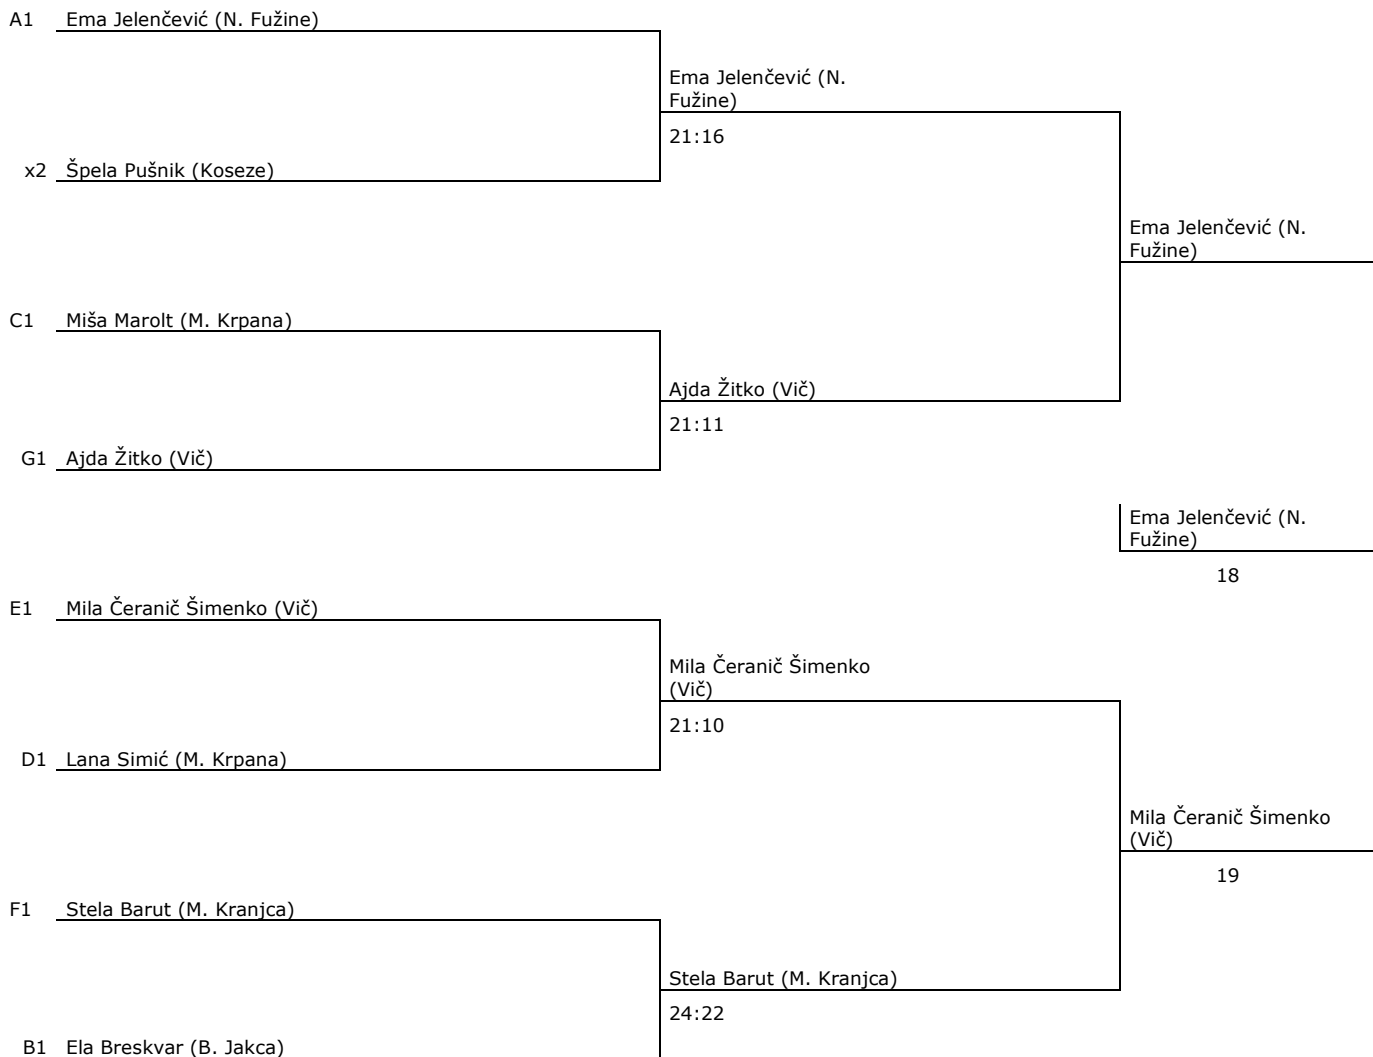 A1 Ema Jelenčević (N. Fužine)
Ema Jelenčević (N.
Fužine)
21:16
x2 Špela Pušnik (Koseze)
Ema Jelenčević (N.
Fužine)
C1 Miša Marolt (M. Krpana)
Ajda Žitko (Vič)
21:11
G1 Ajda Žitko (Vič)
Ema Jelenčević (N.
Fužine)
18
E1 Mila Čeranič Šimenko (Vič)
Mila Čeranič Šimenko
(Vič)
21:10
D1 Lana Simić (M. Krpana)
Mila Čeranič Šimenko
(Vič)
19
F1 Stela Barut (M. Kranjca)
Stela Barut (M. Kranjca)
24:22
B1 Ela Breskvar (B. Jakca)